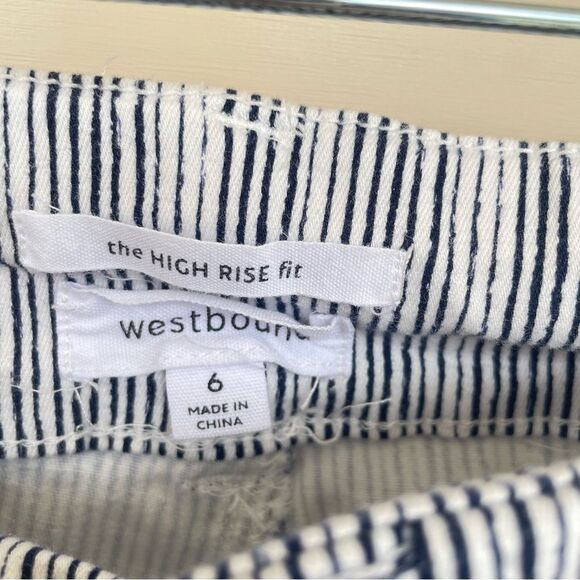 the HIGH RISE fit
westbound
6
MADE IN
CHINA